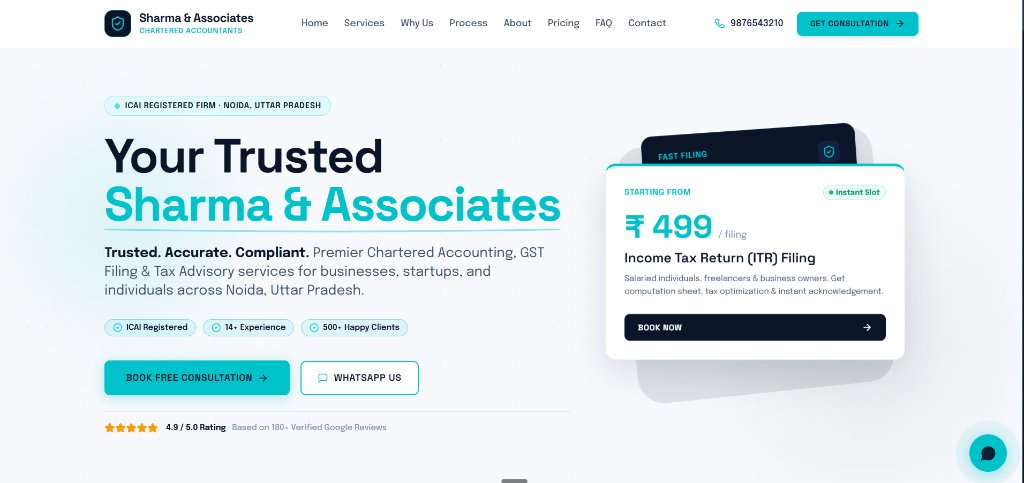 Sharma & Associates
CHARTERED ACCOUNTANTS
Home Services Why Us Process About Pricing FAQ Contact
9876543210
GET CONSULTATION
ICAI REGISTERED FIRM · NOIDA, UTTAR PRADESH
Your Trusted
Sharma & Associates
Trusted. Accurate. Compliant. Premier Chartered Accounting, GST
Filing & Tax Advisory services for businesses, startups, and
individuals across Noida, Uttar Pradesh.
ICAI Registered
14+ Experience
500+ Happy Clients
BOOK FREE CONSULTATION
WHATSAPP US
4.9 / 5.0 Rating · Based on 180+ Verified Google Reviews
FAST FILING
STARTING FROM
Instant Slot
₹ 499 / filing
Income Tax Return (ITR) Filing
Salaried individuals, freelancers & business owners. Get
computation sheet, tax optimization & instant acknowledgement.
BOOK NOW